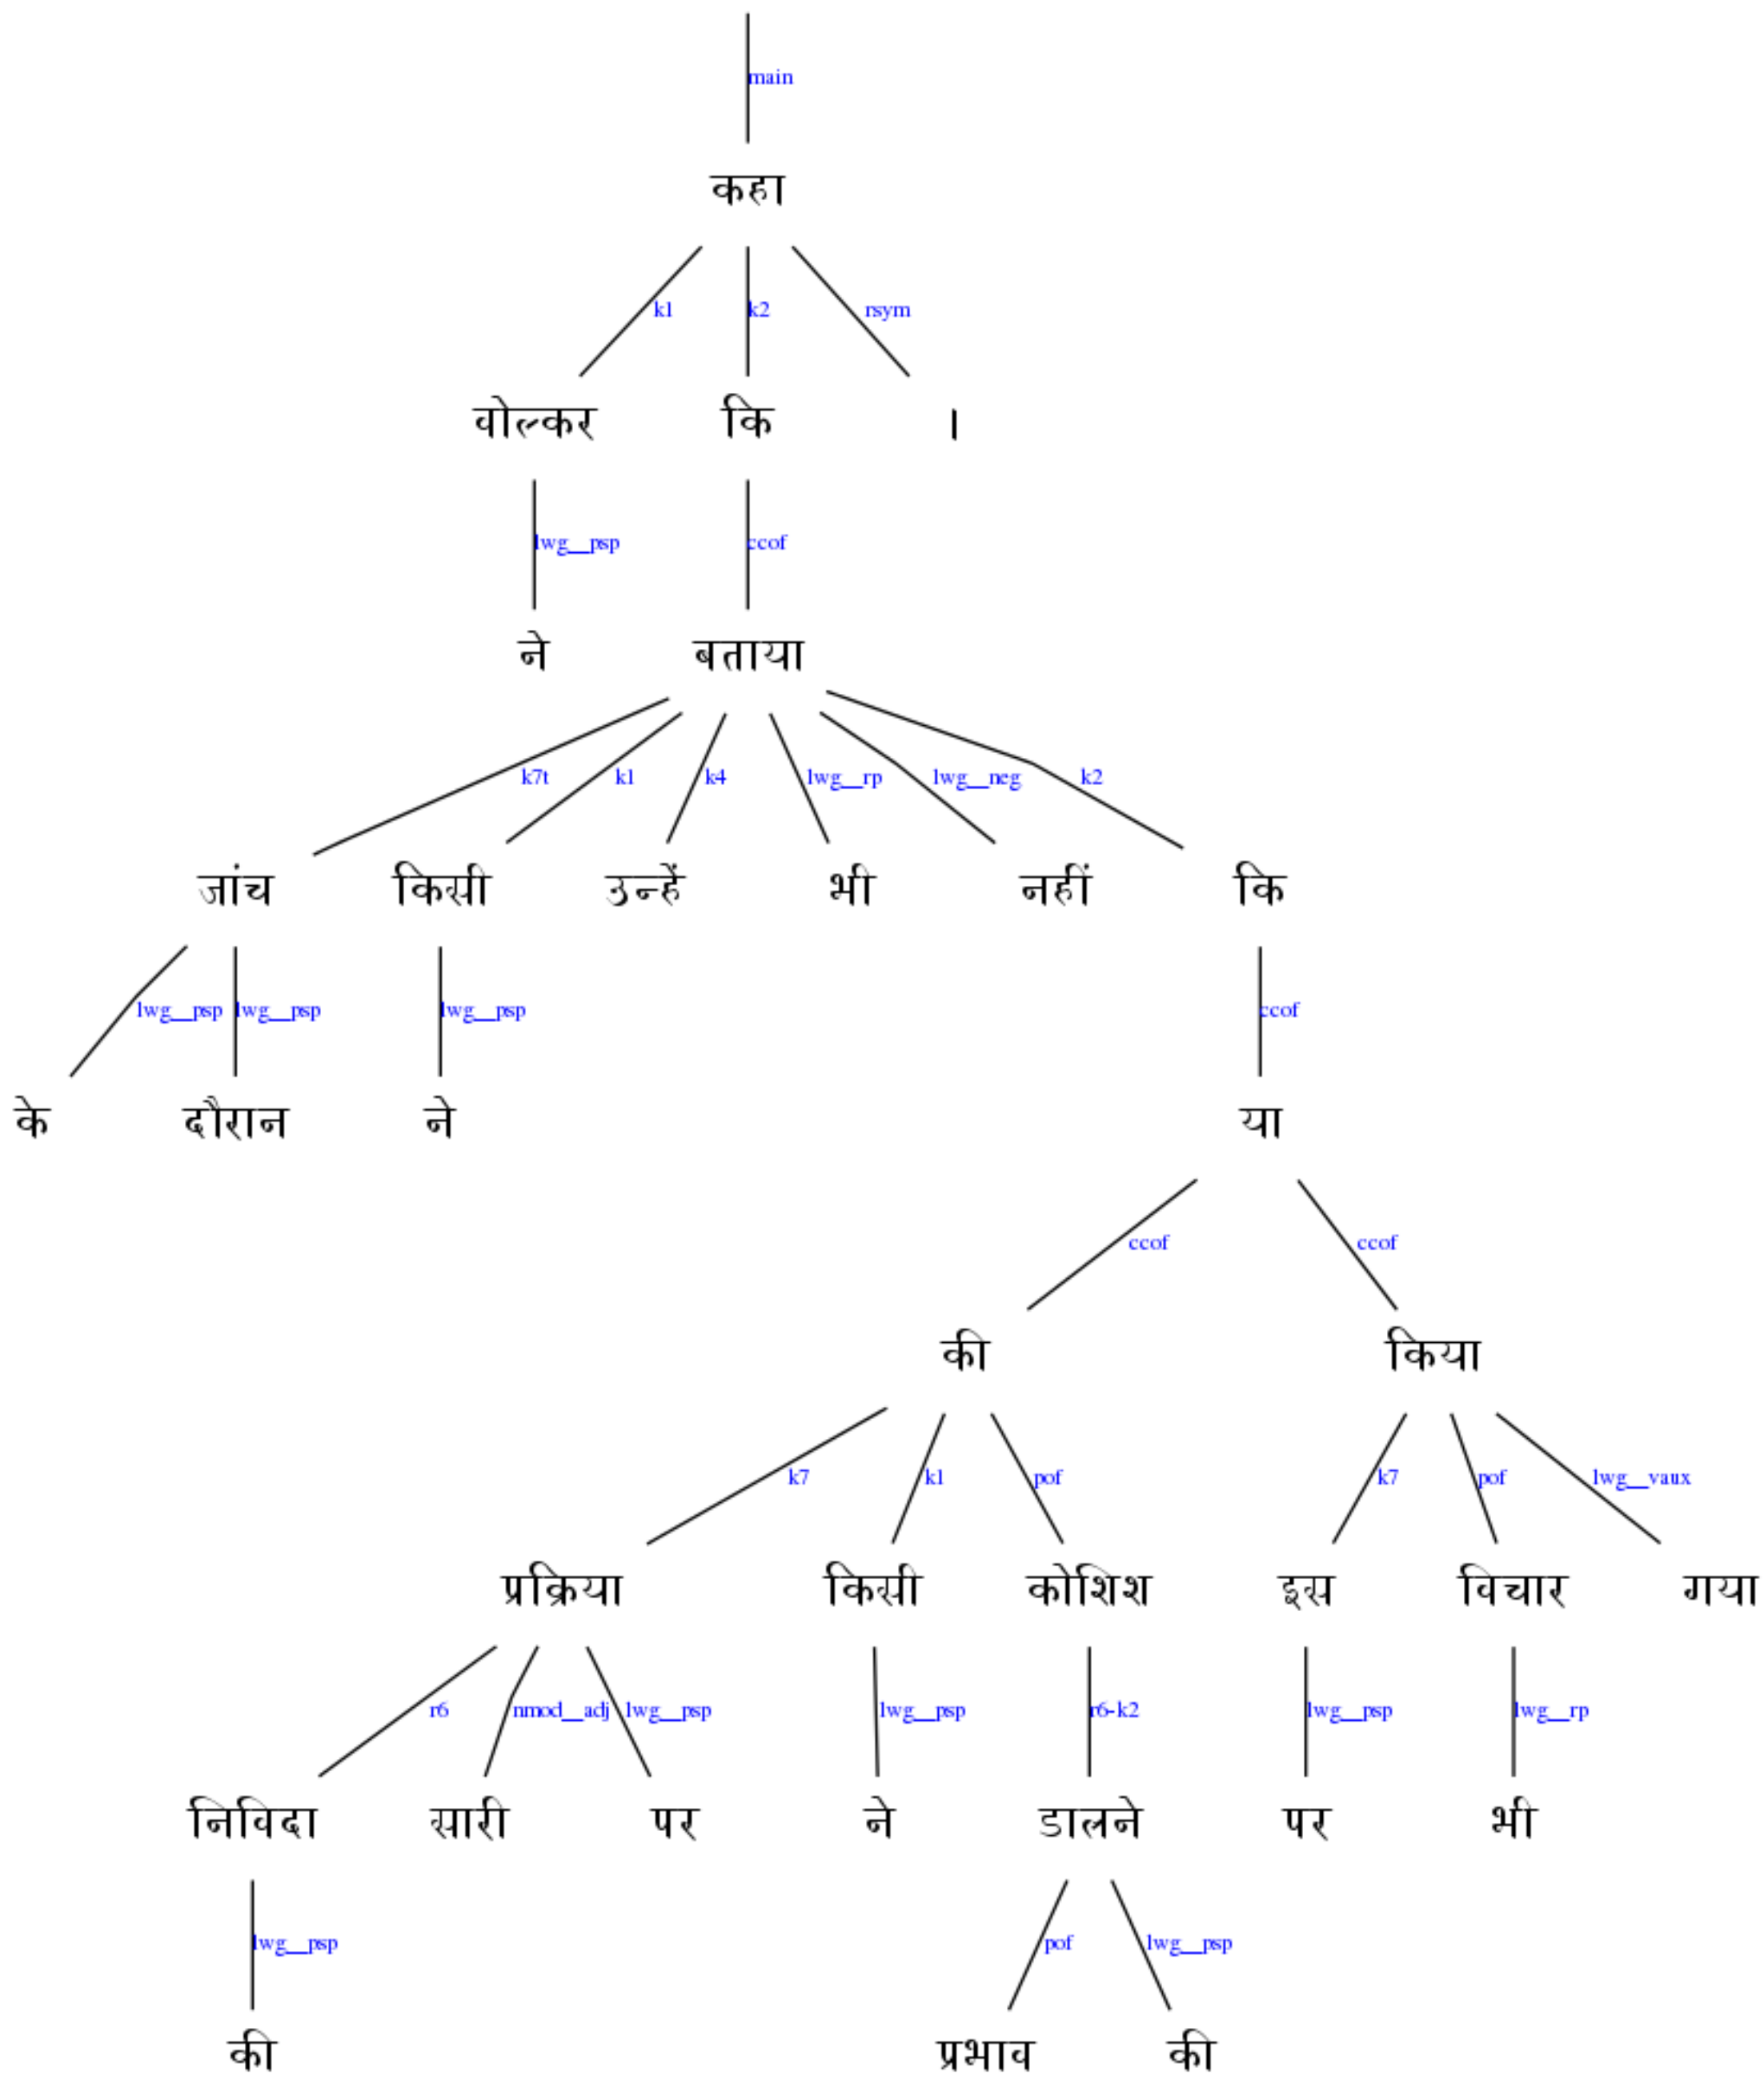 main
कहा
k1 k2 rsym
वोल्कर कि ।
lwg__psp ccof
ने बताया
k7t k1 k4 lwg__rp lwg__neg k2
जांच किसी उन्हें भी नहीं कि
lwg__psp lwg__psp lwg__psp ccof
के दौरान ने या
ccof ccof
की किया
k7 k1 pof k7 pof lwg__vaux
प्रक्रिया किसी कोशिश इस विचार गया
r6 nmod__adj lwg__psp lwg__psp r6-k2 lwg__psp lwg__rp
निविदा सारी पर ने डालने पर भी
lwg__psp pof lwg__psp
की प्रभाव की